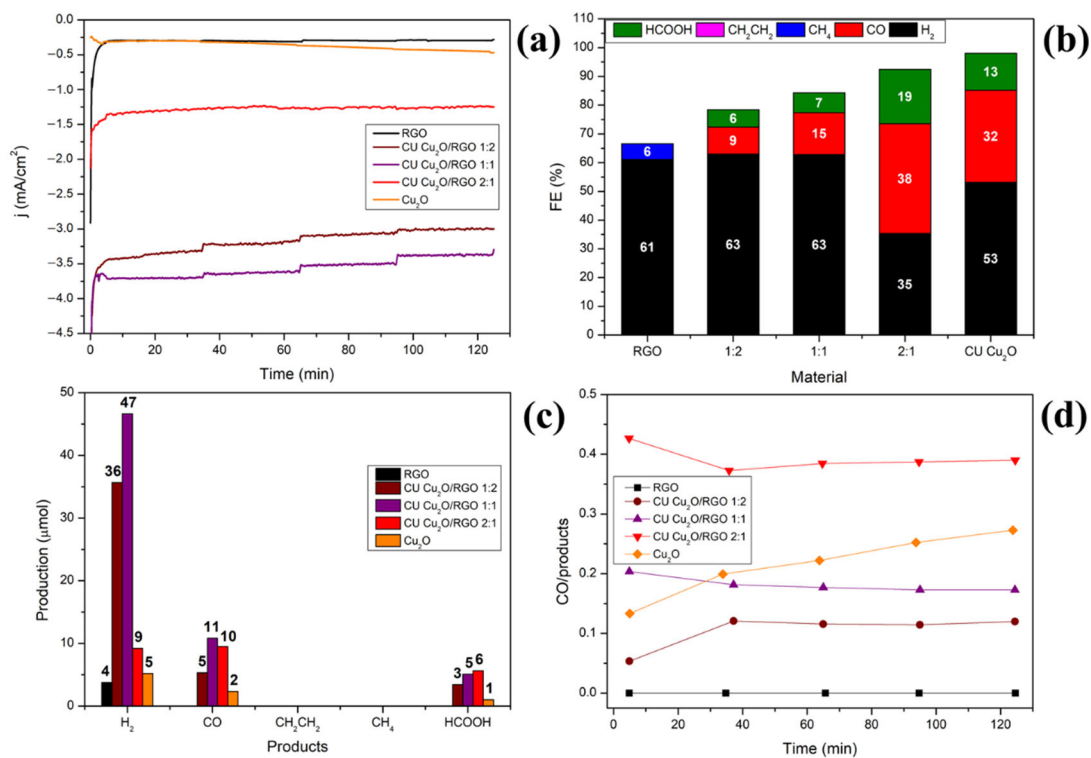 (a)
0.0
−0.5
−1.0
−1.5
−2.0
−2.5
−3.0
−3.5
−4.0
−4.5
j (mA/cm²)
RGO
CU Cu₂O/RGO 1:2
CU Cu₂O/RGO 1:1
CU Cu₂O/RGO 2:1
Cu₂O
0 20 40 60 80 100 120
Time (min)
(b)
110
100
90
80
70
60
50
40
30
20
10
0
FE (%)
HCOOH CH₂CH₂ CH₄ CO H₂
6
61
6
9
63
7
15
63
19
38
35
13
32
53
RGO 1:2 1:1 2:1 CU Cu₂O
Material
(c)
50
40
30
20
10
0
Production (μmol)
RGO
CU Cu₂O/RGO 1:2
CU Cu₂O/RGO 1:1
CU Cu₂O/RGO 2:1
Cu₂O
4 36 47 9 5
5 11 10 2
3 5 6 1
H₂ CO CH₂CH₂ CH₄ HCOOH
Products
(d)
0.5
0.4
0.3
0.2
0.1
0.0
CO/products
RGO
CU Cu₂O/RGO 1:2
CU Cu₂O/RGO 1:1
CU Cu₂O/RGO 2:1
Cu₂O
0 20 40 60 80 100 120 140
Time (min)